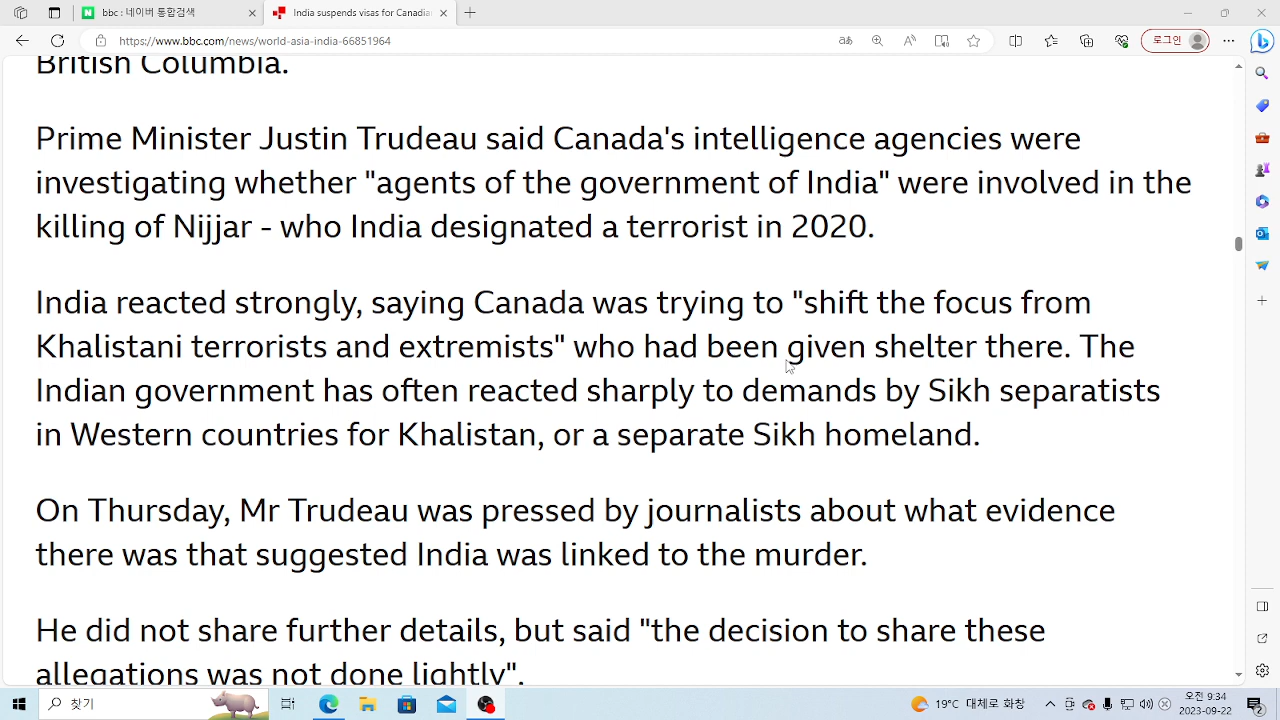 bbc : 네이버 통합검색
India suspends visas for Canadia
https://www.bbc.com/news/world-asia-india-66851964
로그인
British Columbia.
Prime Minister Justin Trudeau said Canada's intelligence agencies were
investigating whether "agents of the government of India" were involved in the
killing of Nijjar - who India designated a terrorist in 2020.
India reacted strongly, saying Canada was trying to "shift the focus from
Khalistani terrorists and extremists" who had been given shelter there. The
Indian government has often reacted sharply to demands by Sikh separatists
in Western countries for Khalistan, or a separate Sikh homeland.
On Thursday, Mr Trudeau was pressed by journalists about what evidence
there was that suggested India was linked to the murder.
He did not share further details, but said "the decision to share these
allegations was not done lightly".
찾기
19°C 대체로 화창
오전 9:34
2023-09-22
2